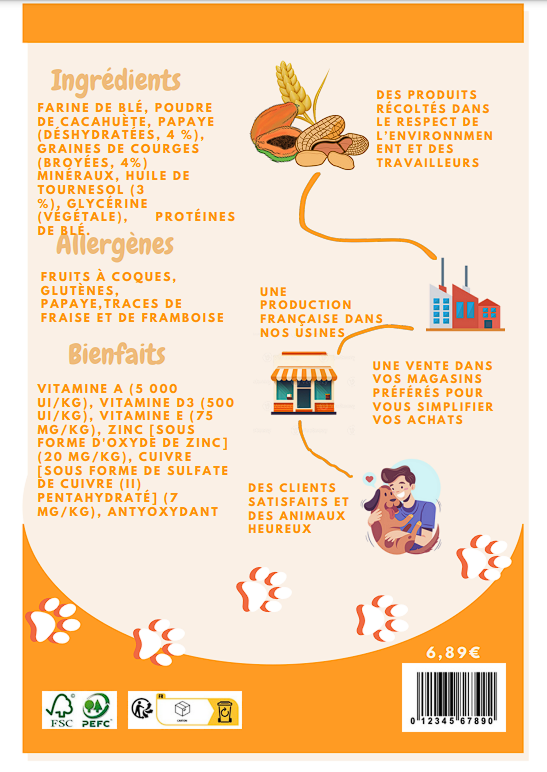 Ingrédients
FARINE DE BLÉ, POUDRE
DE CACAHUÈTE, PAPAYE
(DÉSHYDRATÉES, 4 %),
GRAINES DE COURGES
(BROYÉES, 4%)
MINÉRAUX, HUILE DE
TOURNESOL (3
%), GLYCÉRINE
(VÉGÉTALE), PROTÉINES
DE BLÉ.
Allergènes
FRUITS À COQUES,
GLUTÈNES,
PAPAYE,TRACES DE
FRAISE ET DE FRAMBOISE
Bienfaits
VITAMINE A (5 000
UI/KG), VITAMINE D3 (500
UI/KG), VITAMINE E (75
MG/KG), ZINC [SOUS
FORME D'OXYDE DE ZINC]
(20 MG/KG), CUIVRE
[SOUS FORME DE SULFATE
DE CUIVRE (II)
PENTAHYDRATÉ] (7
MG/KG), ANTYOXYDANT
DES PRODUITS
RÉCOLTÉS DANS
LE RESPECT DE
L'ENVIRONNMEN
ENT ET DES
TRAVAILLEURS
UNE
PRODUCTION
FRANÇAISE DANS
NOS USINES
UNE VENTE DANS
VOS MAGASINS
PRÉFÉRÉS POUR
VOUS SIMPLIFIER
VOS ACHATS
DES CLIENTS
SATISFAITS ET
DES ANIMAUX
HEUREUX
6,89€
0 12345 67890
FSC
PEFC
FR
CARTON